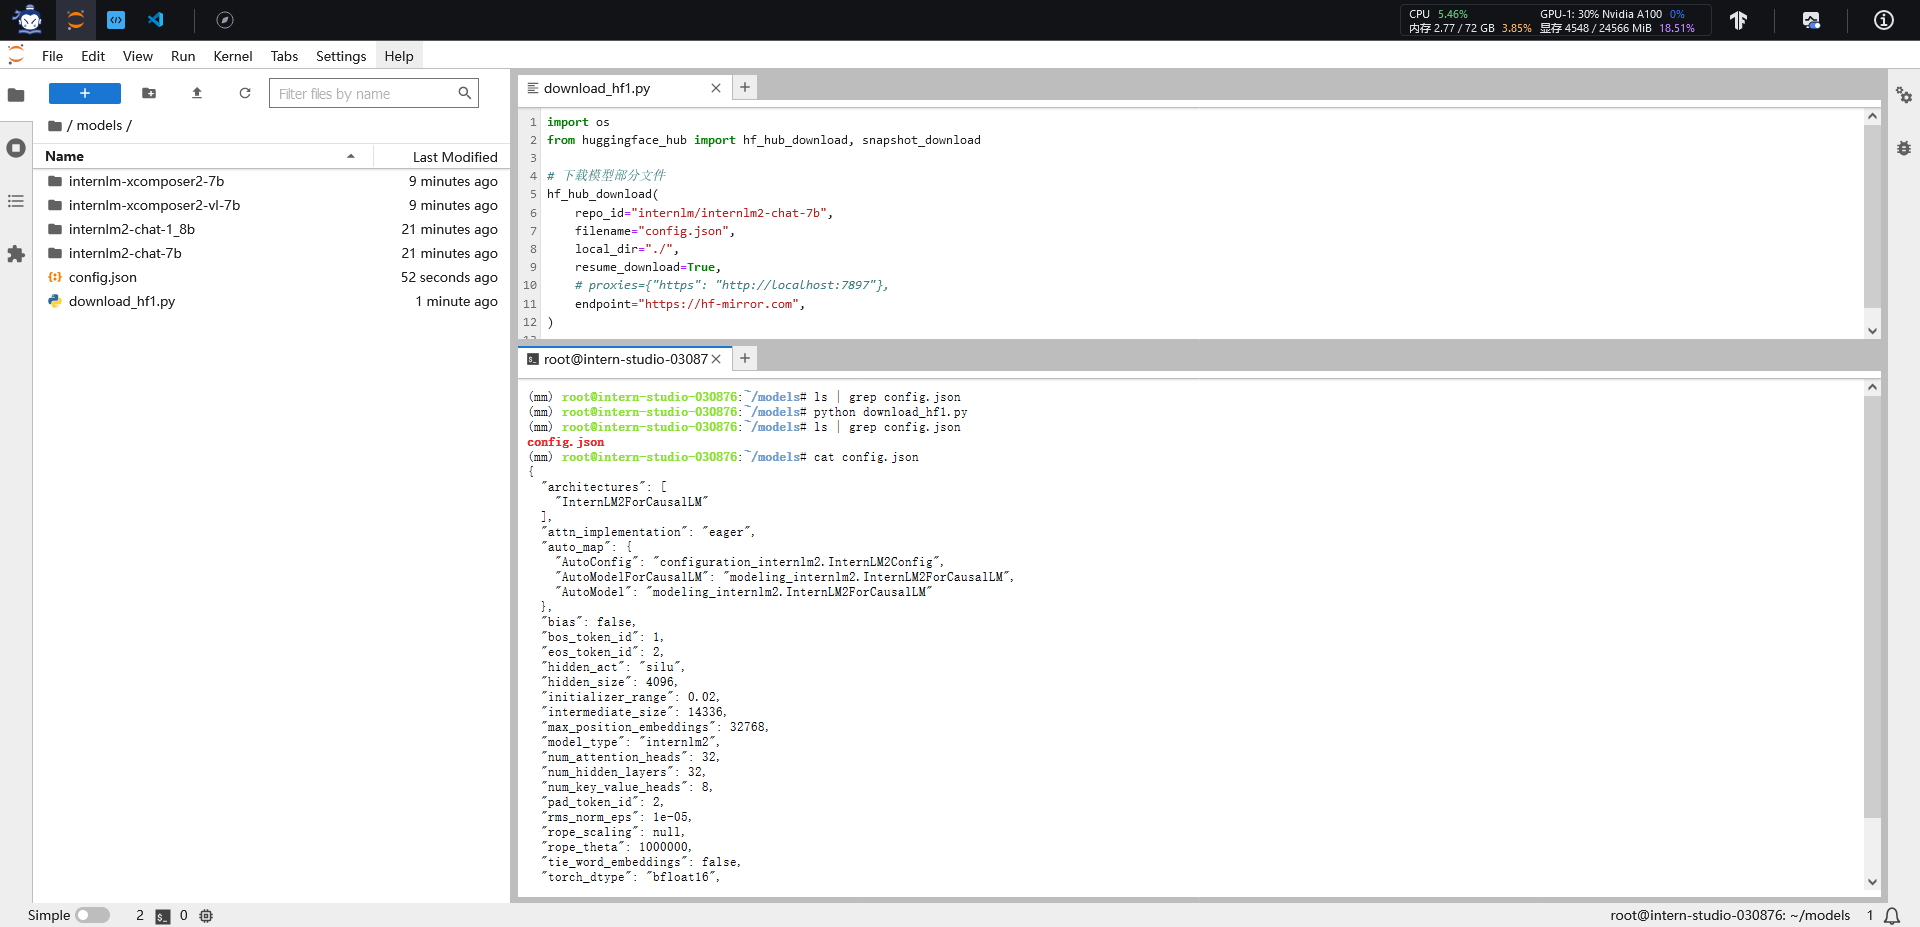 CPU 5.46% GPU-1: 30% Nvidia A100 0%
内存 2.77 / 72 GB 3.85% 显存 4548 / 24566 MiB 18.51%
File Edit View Run Kernel Tabs Settings Help
+
Filter files by name
/ models /
Name Last Modified
internlm-xcomposer2-7b 9 minutes ago
internlm-xcomposer2-vl-7b 9 minutes ago
internlm2-chat-1_8b 21 minutes ago
internlm2-chat-7b 21 minutes ago
config.json 52 seconds ago
download_hf1.py 1 minute ago
download_hf1.py
1 import os
2 from huggingface_hub import hf_hub_download, snapshot_download
3
4 # 下载模型部分文件
5 hf_hub_download(
6     repo_id="internlm/internlm2-chat-7b",
7     filename="config.json",
8     local_dir="./",
9     resume_download=True,
10     # proxies={"https": "http://localhost:7897"},
11     endpoint="https://hf-mirror.com",
12 )
13
root@intern-studio-03087
(mm) root@intern-studio-030876:~/models# ls | grep config.json
(mm) root@intern-studio-030876:~/models# python download_hf1.py
(mm) root@intern-studio-030876:~/models# ls | grep config.json
config.json
(mm) root@intern-studio-030876:~/models# cat config.json
{
  "architectures": [
    "InternLM2ForCausalLM"
  ],
  "attn_implementation": "eager",
  "auto_map": {
    "AutoConfig": "configuration_internlm2.InternLM2Config",
    "AutoModelForCausalLM": "modeling_internlm2.InternLM2ForCausalLM",
    "AutoModel": "modeling_internlm2.InternLM2ForCausalLM"
  },
  "bias": false,
  "bos_token_id": 1,
  "eos_token_id": 2,
  "hidden_act": "silu",
  "hidden_size": 4096,
  "initializer_range": 0.02,
  "intermediate_size": 14336,
  "max_position_embeddings": 32768,
  "model_type": "internlm2",
  "num_attention_heads": 32,
  "num_hidden_layers": 32,
  "num_key_value_heads": 8,
  "pad_token_id": 2,
  "rms_norm_eps": 1e-05,
  "rope_scaling": null,
  "rope_theta": 1000000,
  "tie_word_embeddings": false,
  "torch_dtype": "bfloat16",
Simple 2 0 root@intern-studio-030876: ~/models 1